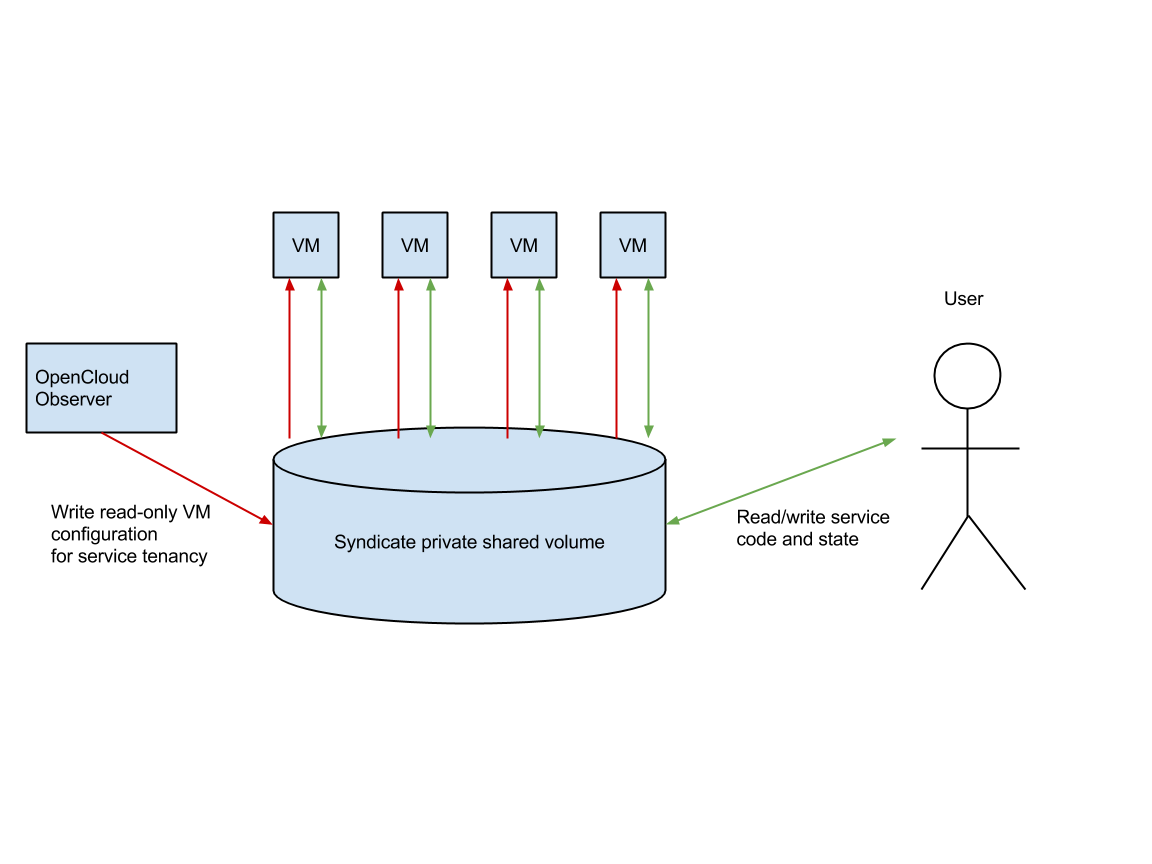 VM
VM
VM
VM
User
OpenCloud
Observer
Write read-only VM
configuration
for service tenancy
Syndicate private shared volume
Read/write service
code and state